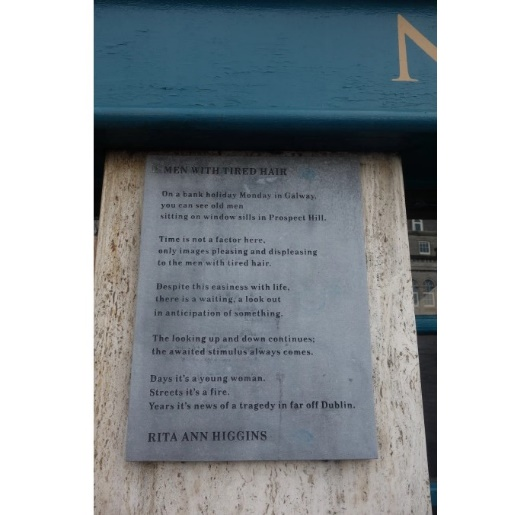 N
MEN WITH TIRED HAIR
On a bank holiday Monday in Galway,
you can see old men
sitting on window sills in Prospect Hill.
Time is not a factor here,
only images pleasing and displeasing
to the men with tired hair.
Despite this easiness with life,
there is a waiting, a look out
in anticipation of something.
The looking up and down continues;
the awaited stimulus always comes.
Days it's a young woman.
Streets it's a fire.
Years it's news of a tragedy in far off Dublin.
RITA ANN HIGGINS